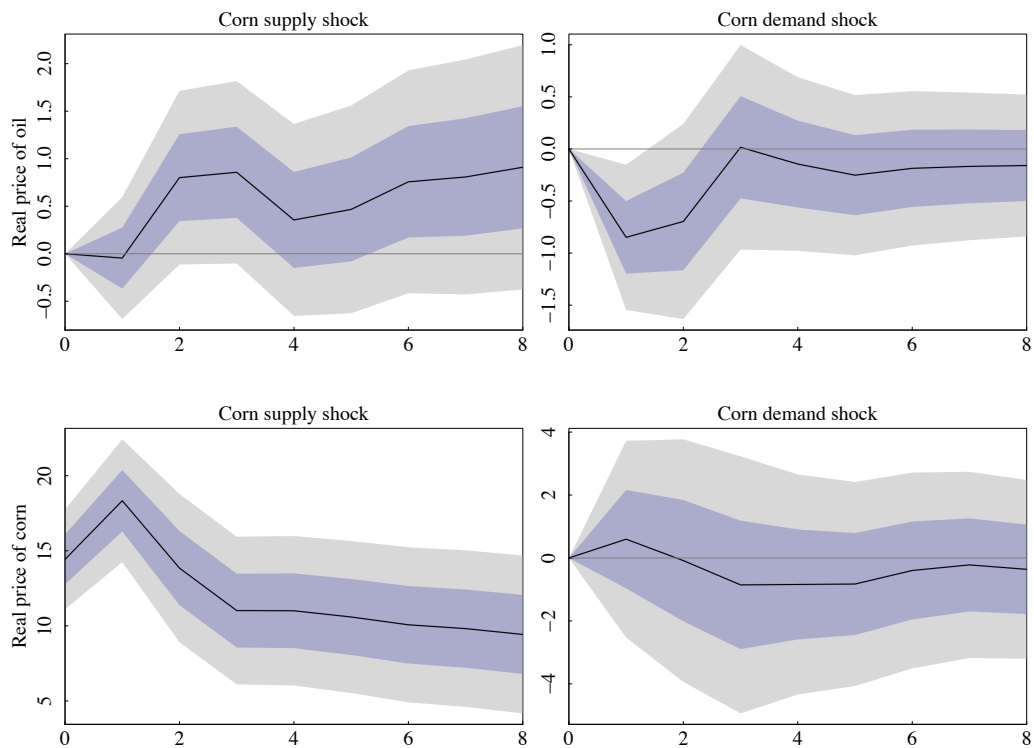 Corn supply shock
Real price of oil
2.0
1.5
1.0
0.5
0.0
−0.5
0 2 4 6 8
Corn demand shock
1.0
0.5
0.0
−0.5
−1.0
−1.5
0 2 4 6 8
Corn supply shock
Real price of corn
20
15
10
5
0 2 4 6 8
Corn demand shock
4
2
0
−2
−4
0 2 4 6 8